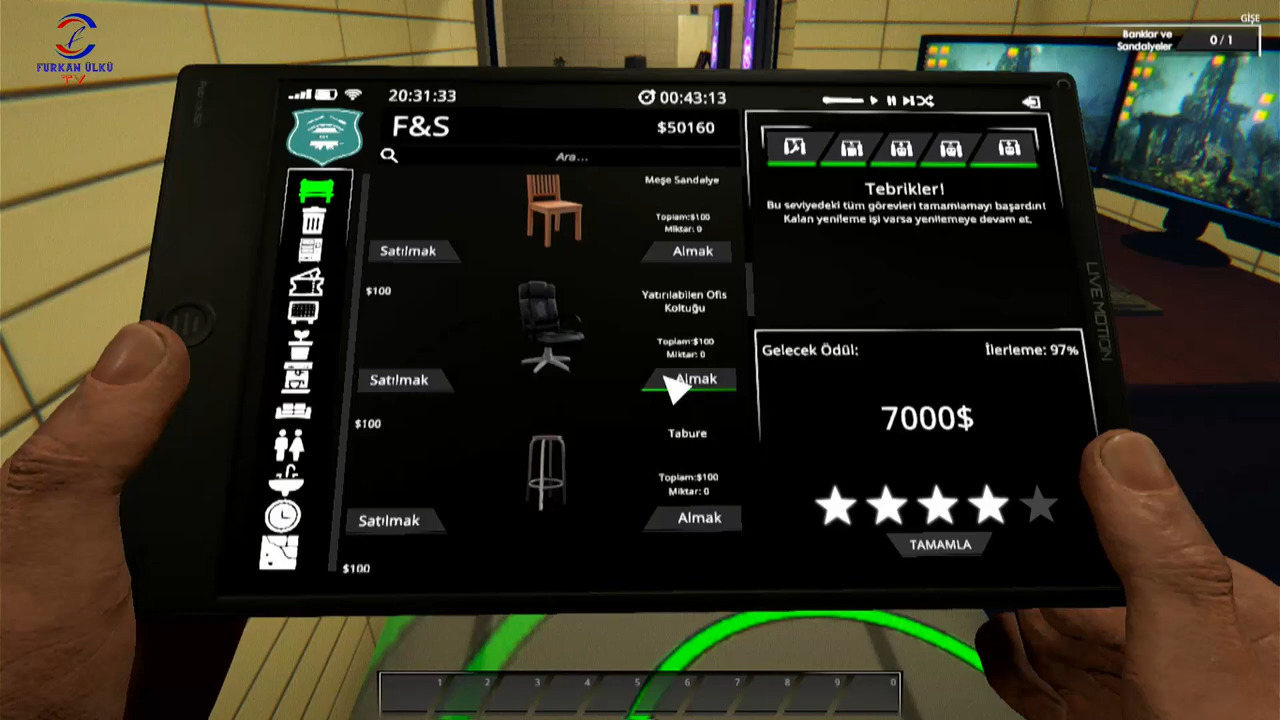 FURKAN ÜLKÜ
TV
GİŞE
Banklar ve
Sandalyeler
0 / 1
20:31:33
00:43:13
F&S
$50160
Ara...
Meşe Sandalye
Toplam:$100
Miktar: 0
Satılmak
Almak
$100
Yatırılabilen Ofis
Koltuğu
Toplam:$100
Miktar: 0
Satılmak
Almak
$100
Tabure
Toplam:$100
Miktar: 0
Satılmak
Almak
$100
Tebrikler!
Bu seviyedeki tüm görevleri tamamlamayı başardın!
Kalan yenileme işi varsa yenilemeye devam et.
Gelecek Ödül:
İlerleme: 97%
7000$
TAMAMLA
LIVE MOTION
1 2 3 4 5 6 7 8 9 0